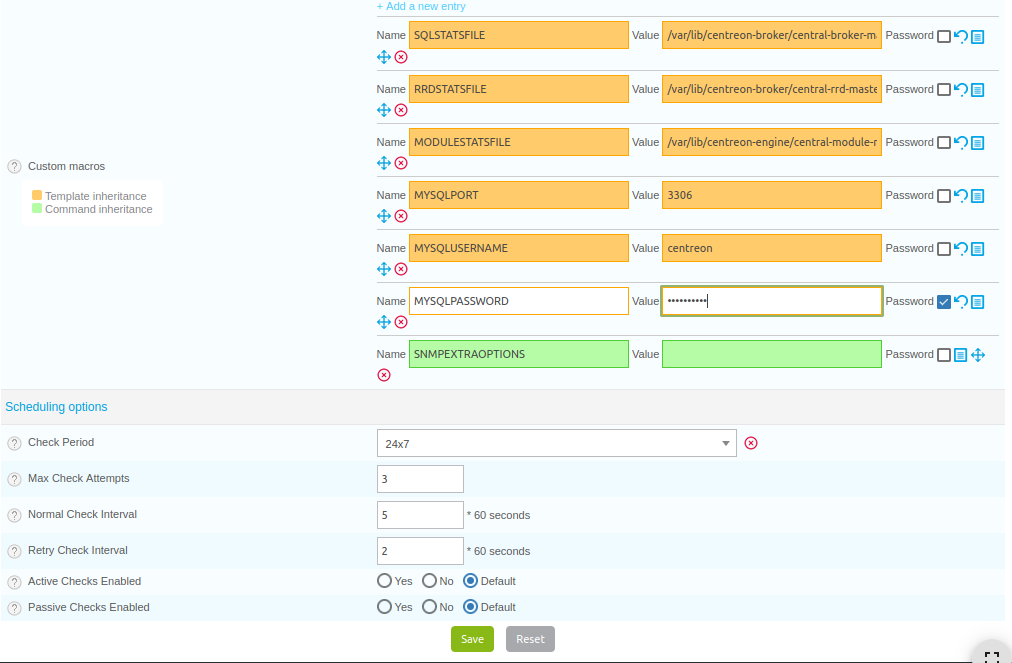 + Add a new entry
Name SQLSTATSFILE Value /var/lib/centreon-broker/central-broker-m Password
Name RRDSTATSFILE Value /var/lib/centreon-broker/central-rrd-maste Password
Name MODULESTATSFILE Value /var/lib/centreon-engine/central-module-r Password
? Custom macros
Template inheritance
Command inheritance
Name MYSQLPORT Value 3306 Password
Name MYSQLUSERNAME Value centreon Password
Name MYSQLPASSWORD Value •••••••••• Password
Name SNMPEXTRAOPTIONS Value Password
Scheduling options
? Check Period 24x7
? Max Check Attempts 3
? Normal Check Interval 5 * 60 seconds
? Retry Check Interval 2 * 60 seconds
? Active Checks Enabled Yes No Default
? Passive Checks Enabled Yes No Default
Save Reset